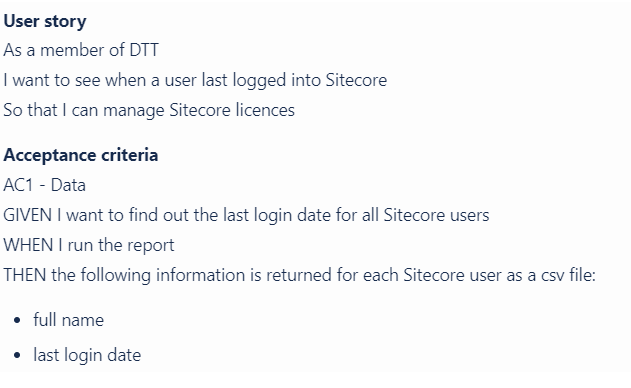 User story
As a member of DTT
I want to see when a user last logged into Sitecore
So that I can manage Sitecore licences
Acceptance criteria
AC1 - Data
GIVEN I want to find out the last login date for all Sitecore users
WHEN I run the report
THEN the following information is returned for each Sitecore user as a csv file:
• full name
• last login date